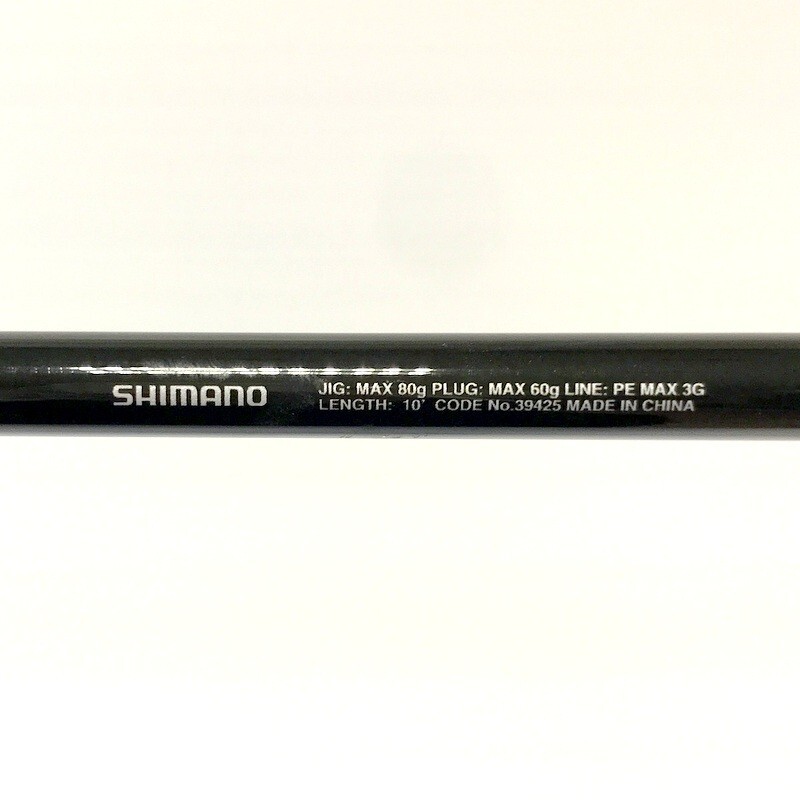 SHIMANO
JIG: MAX 80g PLUG: MAX 60g LINE: PE MAX 3G
LENGTH: 10' CODE No.39425 MADE IN CHINA